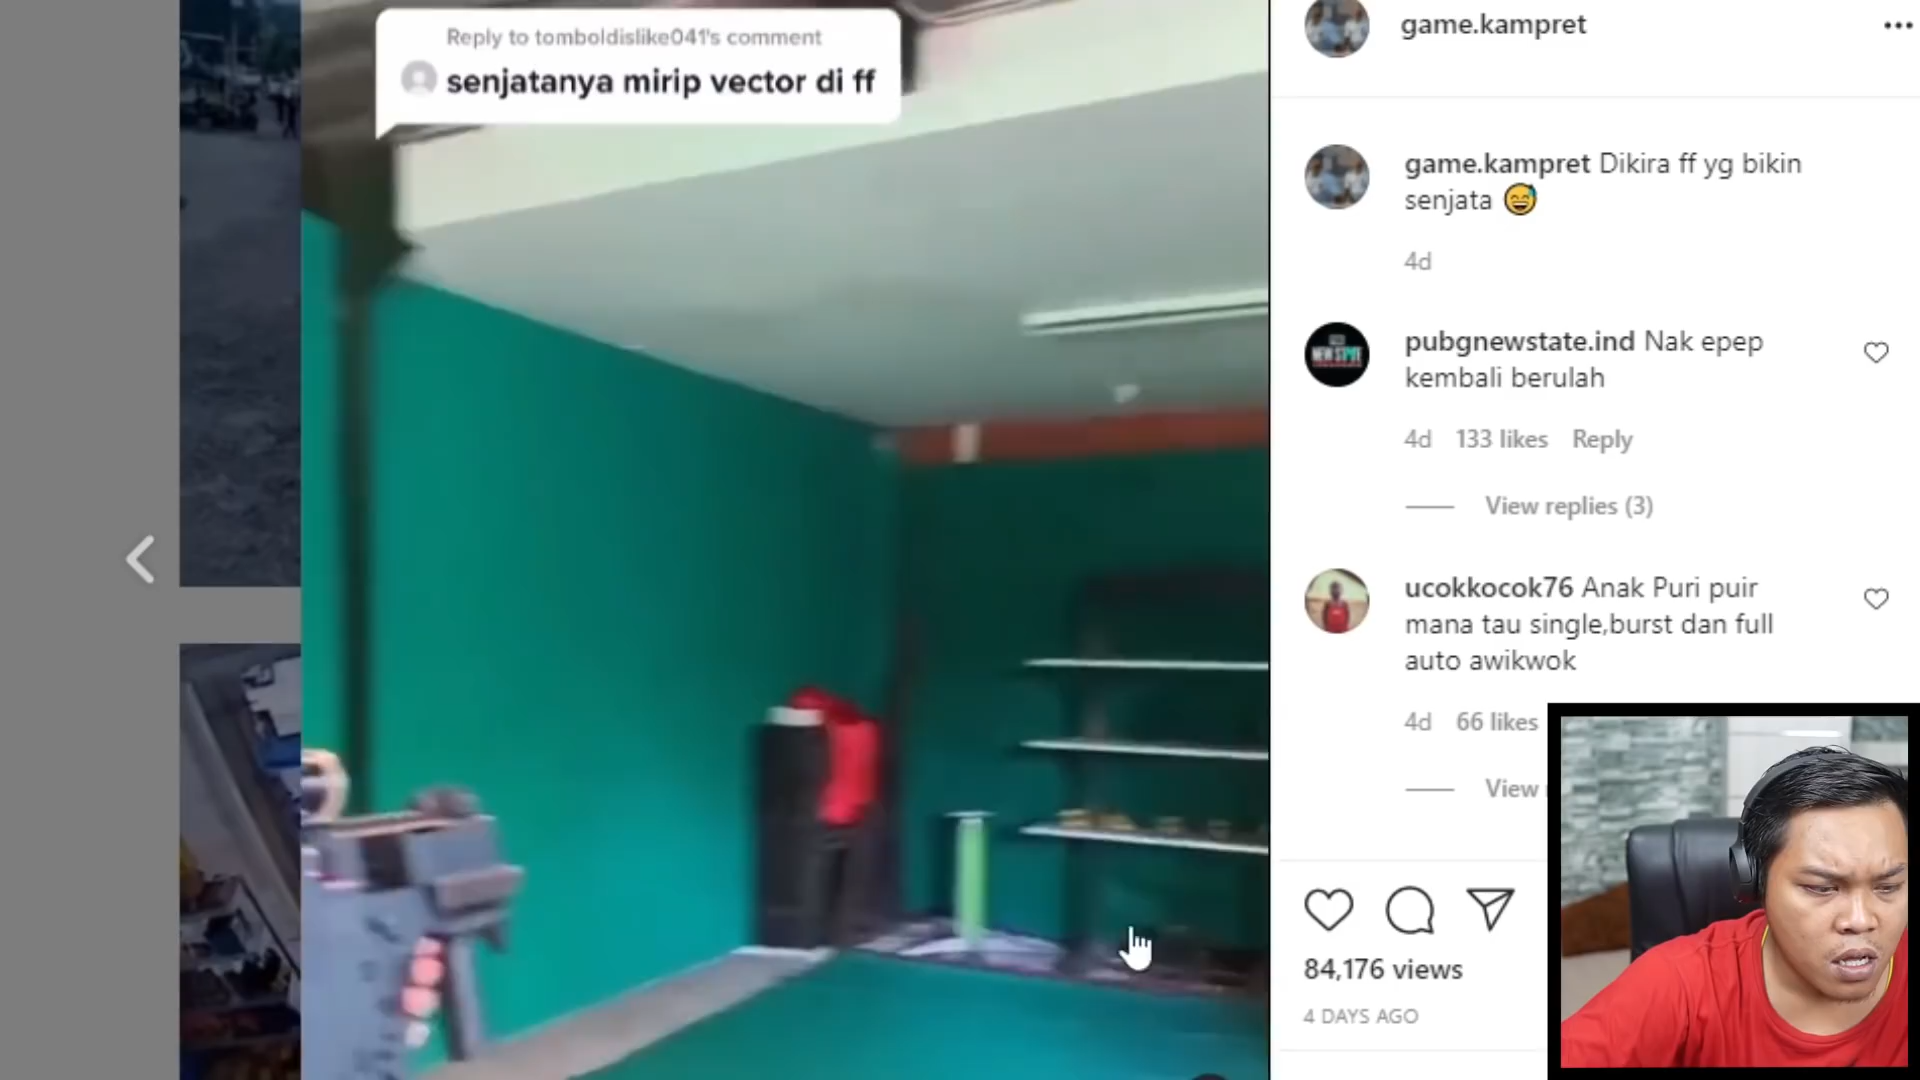 Reply to tomboldislike041's comment
senjatanya mirip vector di ff
game.kampret
game.kampret Dikira ff yg bikin
senjata 😅
4d
pubgnewstate.ind Nak epep
kembali berulah
4d 133 likes Reply
View replies (3)
ucokkocok76 Anak Puri puir
mana tau single,burst dan full
auto awikwok
4d 66 likes
View
84,176 views
4 DAYS AGO